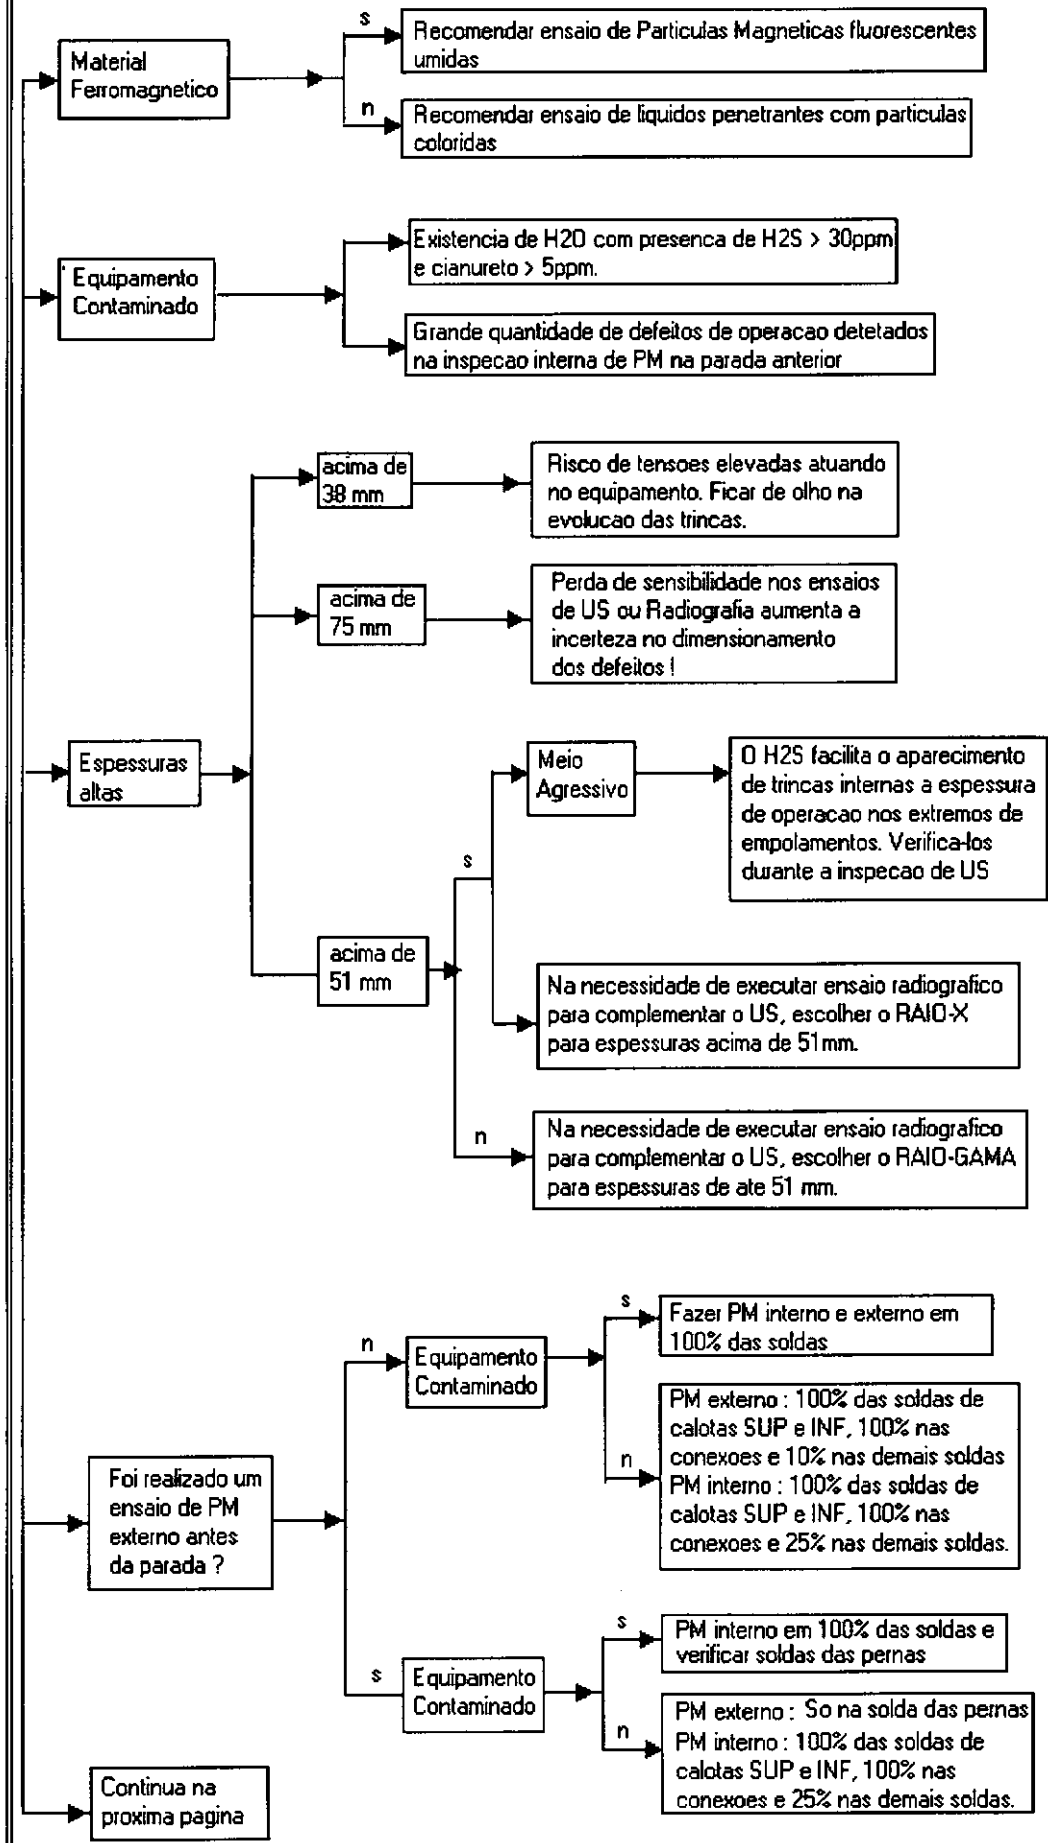 Material
Ferromagnetico
s
Recomendar ensaio de Particulas Magneticas fluorescentes
umidas
n
Recomendar ensaio de liquidos penetrantes com particulas
coloridas
Equipamento
Contaminado
Existencia de H2O com presenca de H2S > 30ppm
e cianureto > 5ppm.
Grande quantidade de defeitos de operacao detetados
na inspecao interna de PM na parada anterior
Espessuras
altas
acima de
38 mm
Risco de tensoes elevadas atuando
no equipamento. Ficar de olho na
evolucao das trincas.
acima de
75 mm
Perda de sensibilidade nos ensaios
de US ou Radiografia aumenta a
incerteza no dimensionamento
dos defeitos !
acima de
51 mm
s
Meio
Agressivo
O H2S facilita o aparecimento
de trincas internas a espessura
de operacao nos extremos de
empolamentos. Verifica-los
durante a inspecao de US
Na necessidade de executar ensaio radiografico
para complementar o US, escolher o RAIO-X
para espessuras acima de 51mm.
n
Na necessidade de executar ensaio radiografico
para complementar o US, escolher o RAIO-GAMA
para espessuras de ate 51 mm.
Foi realizado um
ensaio de PM
externo antes
da parada ?
n
Equipamento
Contaminado
s
Fazer PM interno e externo em
100% das soldas
n
PM externo : 100% das soldas de
calotas SUP e INF, 100% nas
conexoes e 10% nas demais soldas
PM interno : 100% das soldas de
calotas SUP e INF, 100% nas
conexoes e 25% nas demais soldas.
s
Equipamento
Contaminado
s
PM interno em 100% das soldas e
verificar soldas das pernas
n
PM externo : So na solda das pernas
PM interno : 100% das soldas de
calotas SUP e INF, 100% nas
conexoes e 25% nas demais soldas.
Continua na
proxima pagina